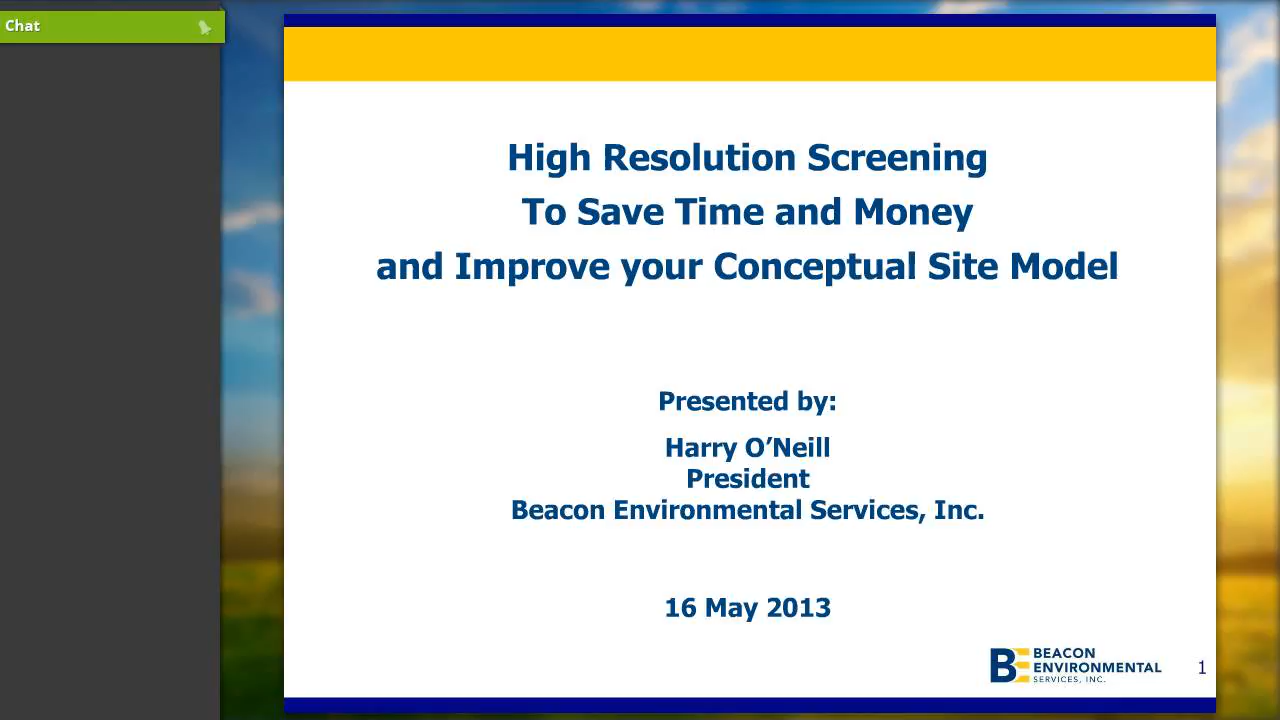 Chat
High Resolution Screening
To Save Time and Money
and Improve your Conceptual Site Model
Presented by:
Harry O’Neill
President
Beacon Environmental Services, Inc.
16 May 2013
BE BEACON
ENVIRONMENTAL
SERVICES, INC.
1